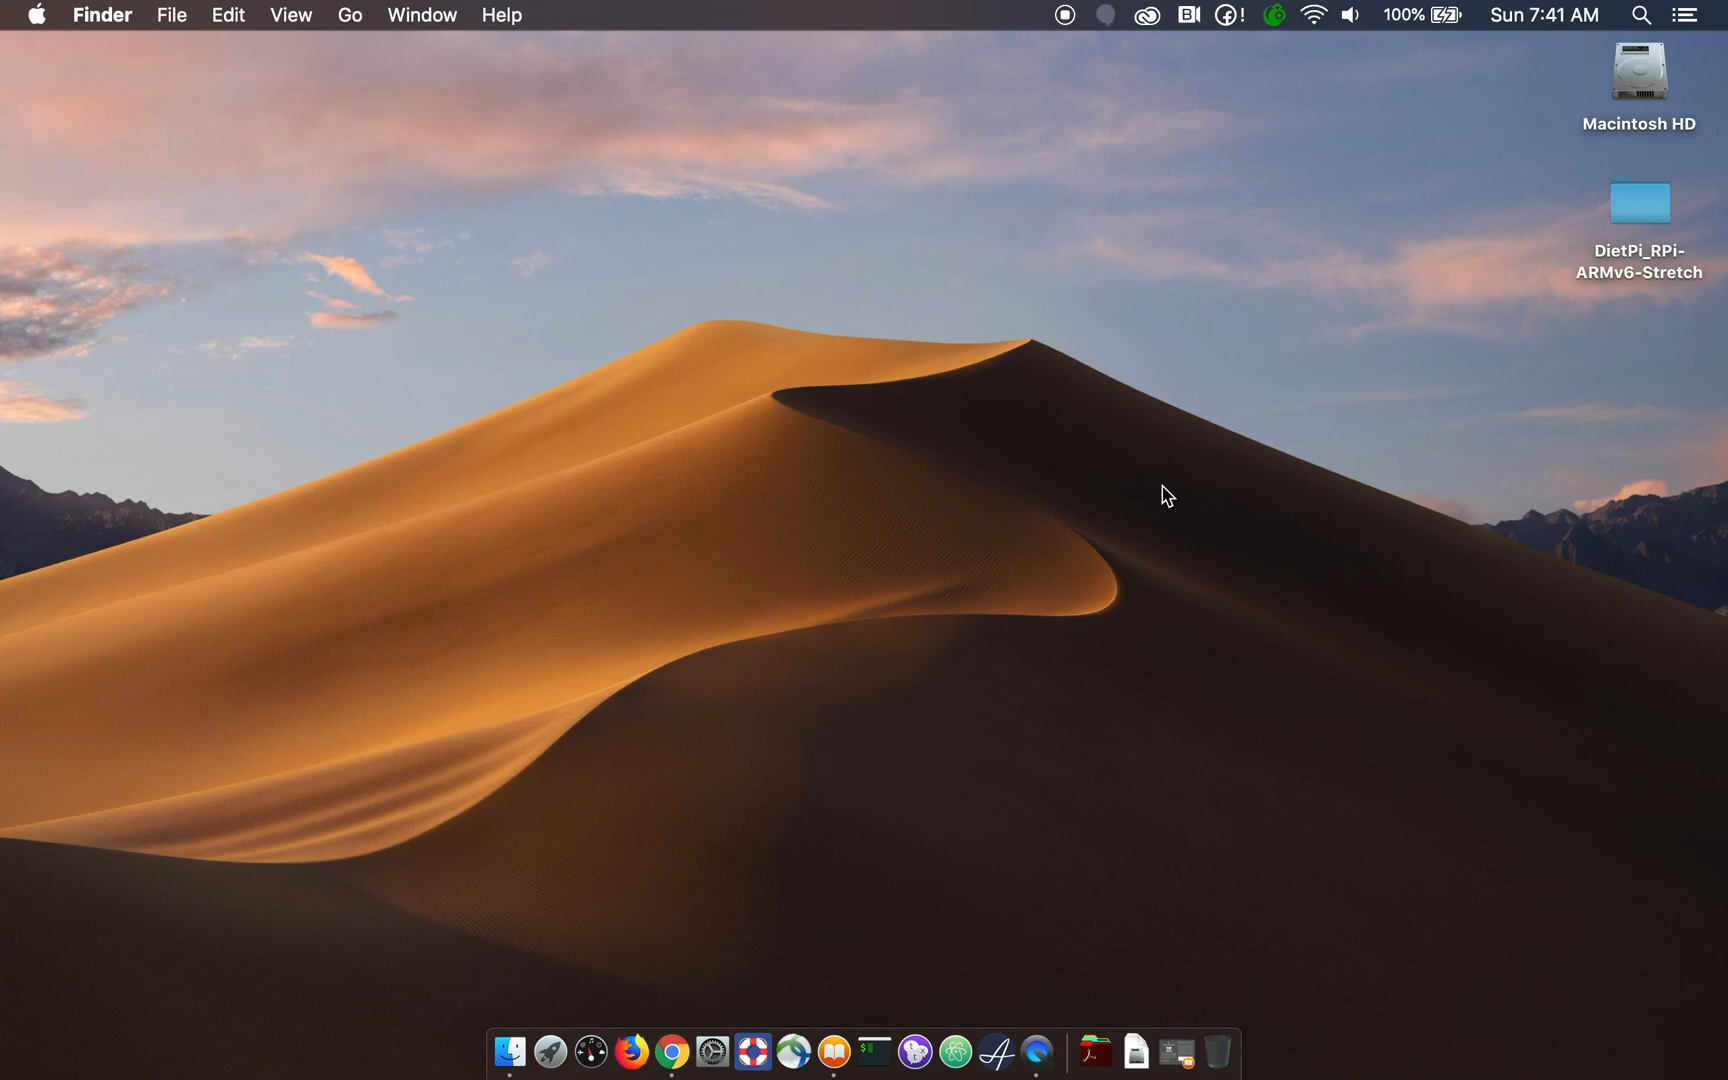 Finder File Edit View Go Window Help 100% Sun 7:41 AM
Macintosh HD
DietPi_RPi-
ARMv6-Stretch